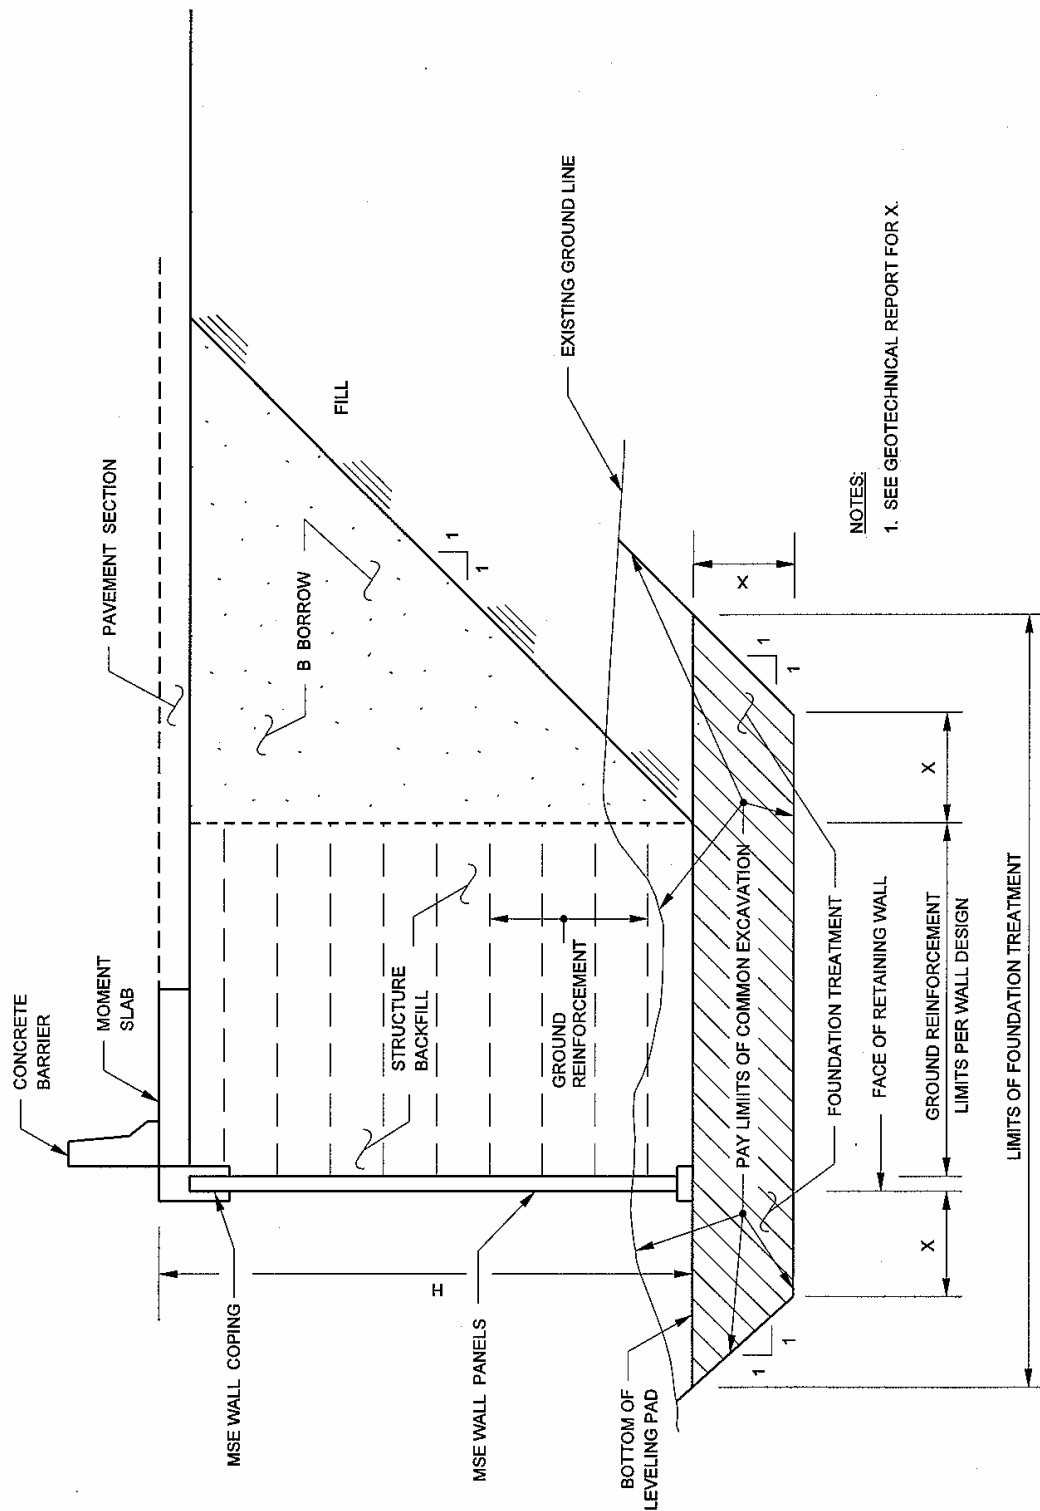 CONCRETE
BARRIER
MOMENT
SLAB
PAVEMENT SECTION
MSE WALL COPING
B BORROW
FILL
STRUCTURE
BACKFILL
1
1
H
GROUND
REINFORCEMENT
EXISTING GROUND LINE
MSE WALL PANELS
BOTTOM OF
LEVELING PAD
PAY LIMITS OF COMMON EXCAVATION
X
1
1
1
1
FOUNDATION TREATMENT
FACE OF RETAINING WALL
X
X
GROUND REINFORCEMENT
LIMITS PER WALL DESIGN
LIMITS OF FOUNDATION TREATMENT
NOTES:
1. SEE GEOTECHNICAL REPORT FOR X.